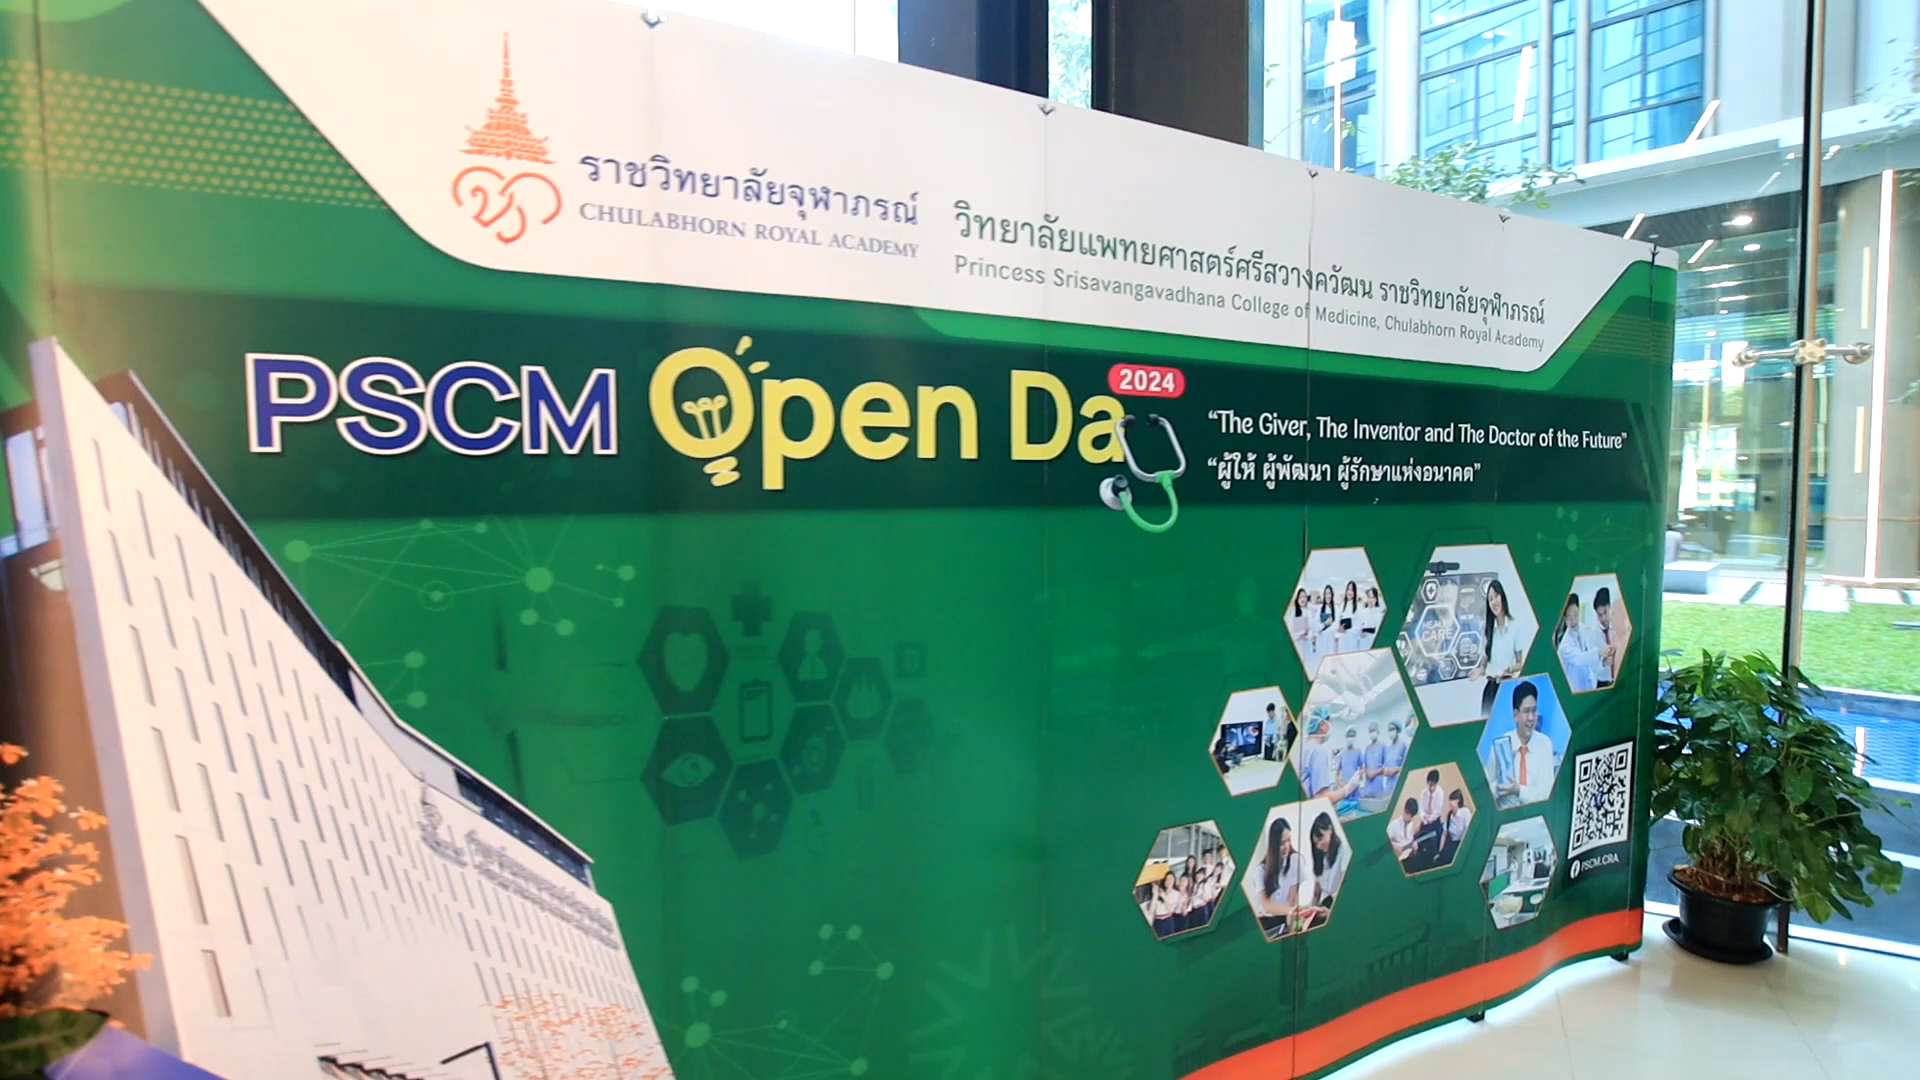 ราชวิทยาลัยจุฬาภรณ์
CHULABHORN ROYAL ACADEMY
วิทยาลัยแพทยศาสตร์ศรีสวางควัฒน ราชวิทยาลัยจุฬาภรณ์
Princess Srisavangavadhana College of Medicine, Chulabhorn Royal Academy
PSCM Open Da
2024
“The Giver, The Inventor and The Doctor of the Future”
“ผู้ให้ ผู้พัฒนา ผู้รักษาแห่งอนาคต”
HEALTH
CARE
PSCM.CRA